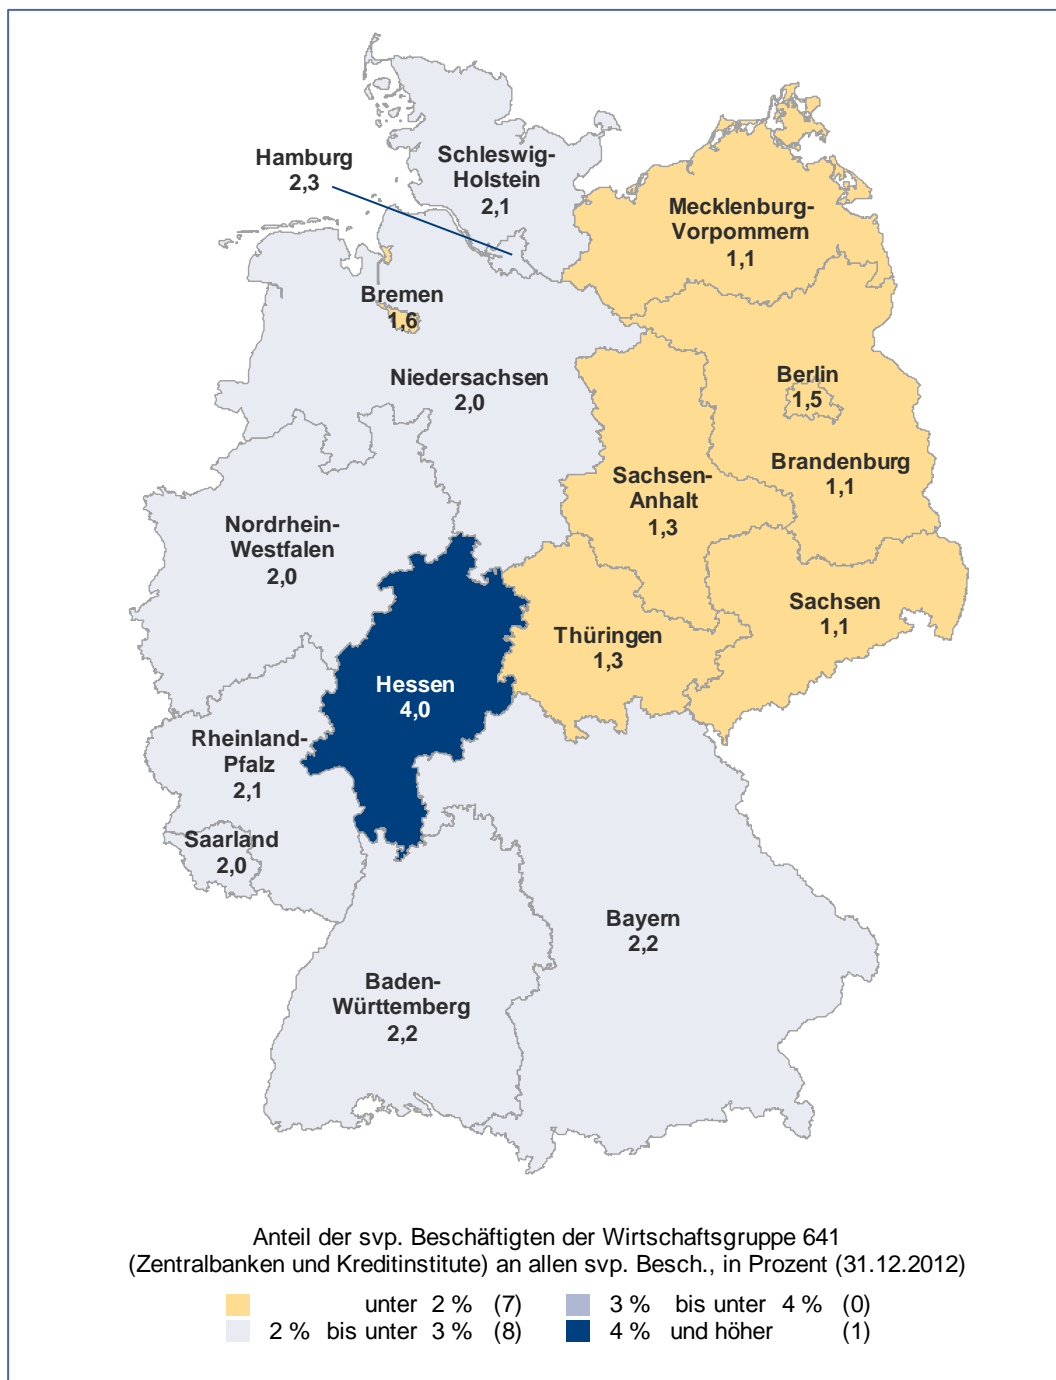 Hamburg
2,3
Schleswig-
Holstein
2,1
Mecklenburg-
Vorpommern
1,1
Bremen
1,6
Niedersachsen
2,0
Berlin
1,5
Brandenburg
1,1
Sachsen-
Anhalt
1,3
Nordrhein-
Westfalen
2,0
Sachsen
1,1
Thüringen
1,3
Hessen
4,0
Rheinland-
Pfalz
2,1
Saarland
2,0
Bayern
2,2
Baden-
Württemberg
2,2
Anteil der svp. Beschäftigten der Wirtschaftsgruppe 641
(Zentralbanken und Kreditinstitute) an allen svp. Besch., in Prozent (31.12.2012)
unter 2 % (7) 3 % bis unter 4 % (0)
2 % bis unter 3 % (8) 4 % und höher (1)